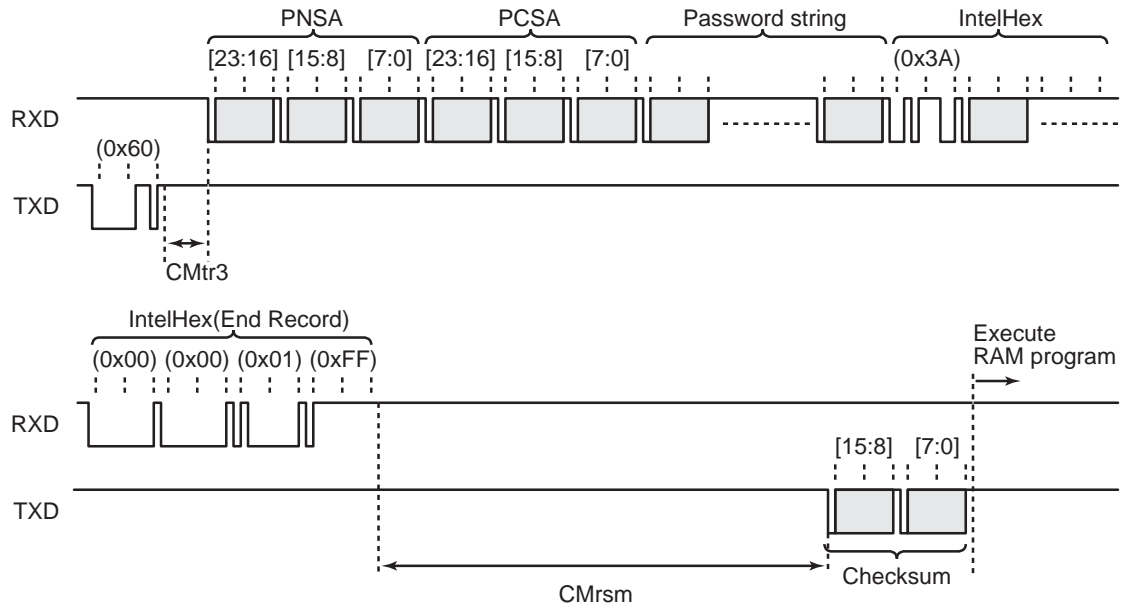 PNSA PCSA Password string IntelHex
[23:16] [15:8] [7:0] [23:16] [15:8] [7:0] (0x3A)
RXD
(0x60)
TXD
CMtr3
IntelHex(End Record)
(0x00) (0x00) (0x01) (0xFF)
Execute
RAM program
RXD
[15:8] [7:0]
TXD
Checksum
CMrsm